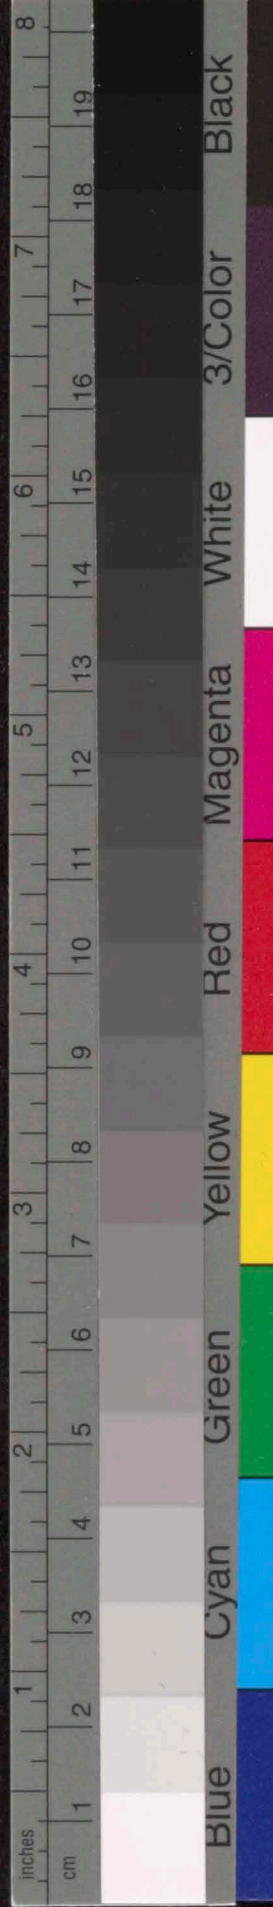 inches 1 2 3 4 5 6 7 8
cm 1 2 3 4 5 6 7 8 9 10 11 12 13 14 15 16 17 18 19
Blue Cyan Green Yellow Red Magenta White 3/Color Black